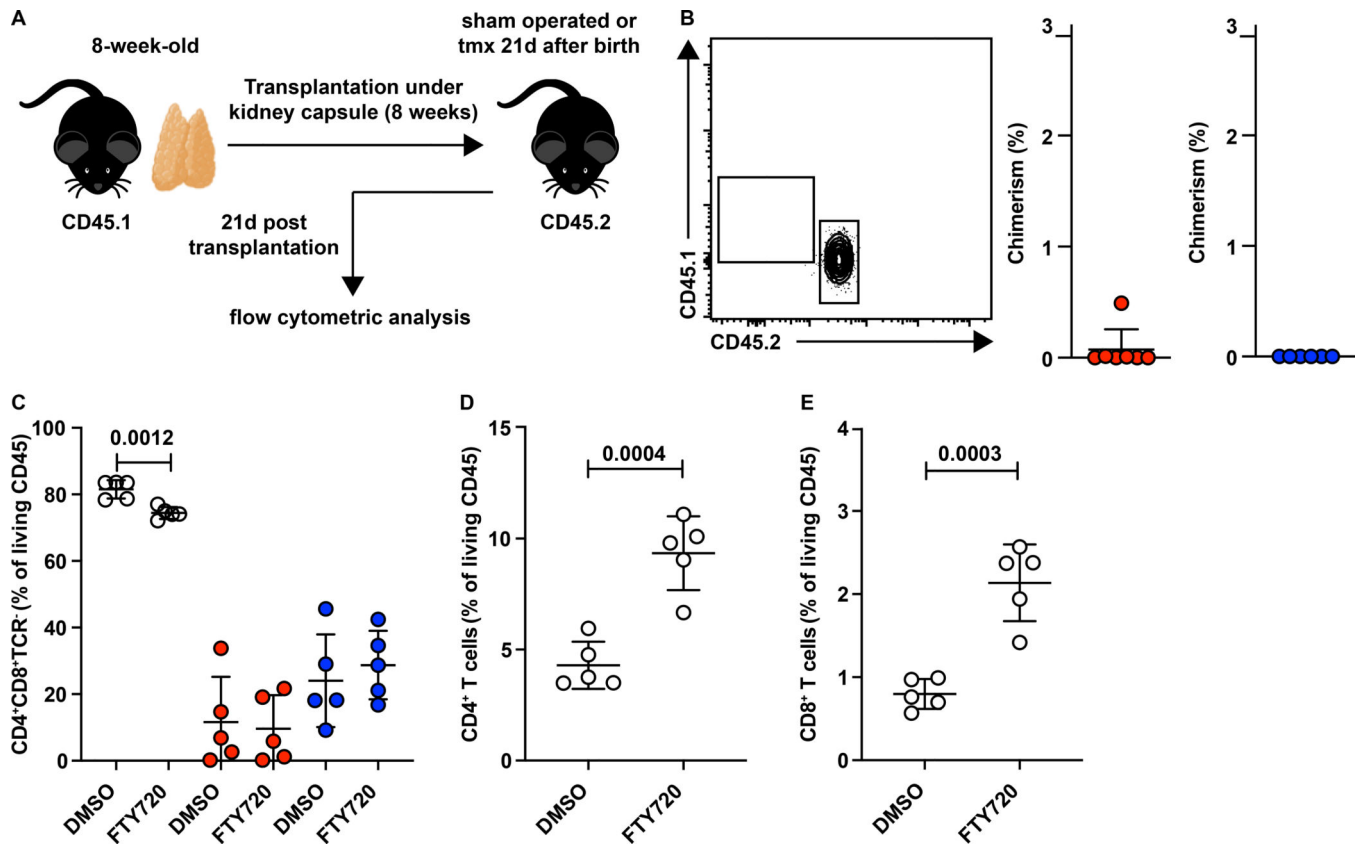 A
8-week-old
CD45.1
Transplantation under
kidney capsule (8 weeks)
sham operated or
tmx 21d after birth
CD45.2
21d post
transplantation
flow cytometric analysis
B
CD45.1
CD45.2
Chimerism (%)
3
2
1
0
Chimerism (%)
3
2
1
0
C
CD4⁺CD8⁺TCR⁻ (% of living CD45)
100
80
60
40
20
0
0.0012
DMSO
FTY720
DMSO
FTY720
DMSO
FTY720
D
CD4⁺ T cells (% of living CD45)
15
10
5
0
0.0004
DMSO
FTY720
E
CD8⁺ T cells (% of living CD45)
4
3
2
1
0
0.0003
DMSO
FTY720